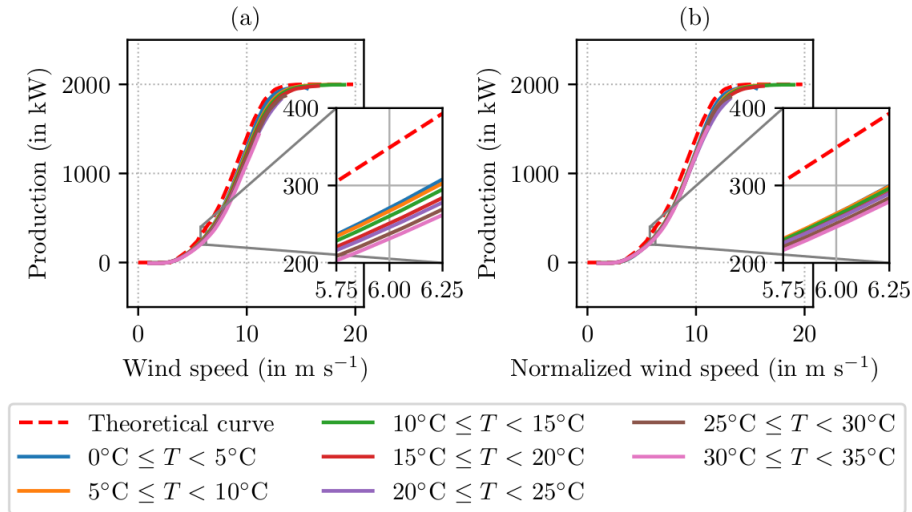 (a)
(b)
Production (in kW)
2000
1000
0
400
300
200
5.75 6.00 6.25
0 10 20
Wind speed (in m s⁻¹)
Production (in kW)
2000
1000
0
400
300
200
5.75 6.00 6.25
0 10 20
Normalized wind speed (in m s⁻¹)
Theoretical curve
0°C ≤ T < 5°C
5°C ≤ T < 10°C
10°C ≤ T < 15°C
15°C ≤ T < 20°C
20°C ≤ T < 25°C
25°C ≤ T < 30°C
30°C ≤ T < 35°C